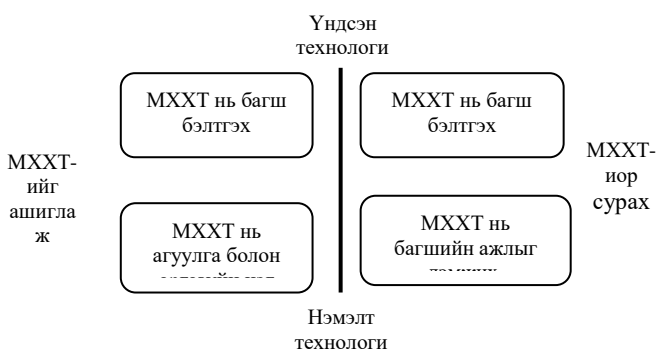 Үндсэн
технологи
МХХТ нь багш
бэлтгэх
МХХТ нь багш
бэлтгэх
МХХТ-
ийг
ашигла
ж
МХХТ-
иор
сурах
МХХТ нь
агуулга болон
МХХТ нь
багшийн ажлыг
Нэмэлт
технологи